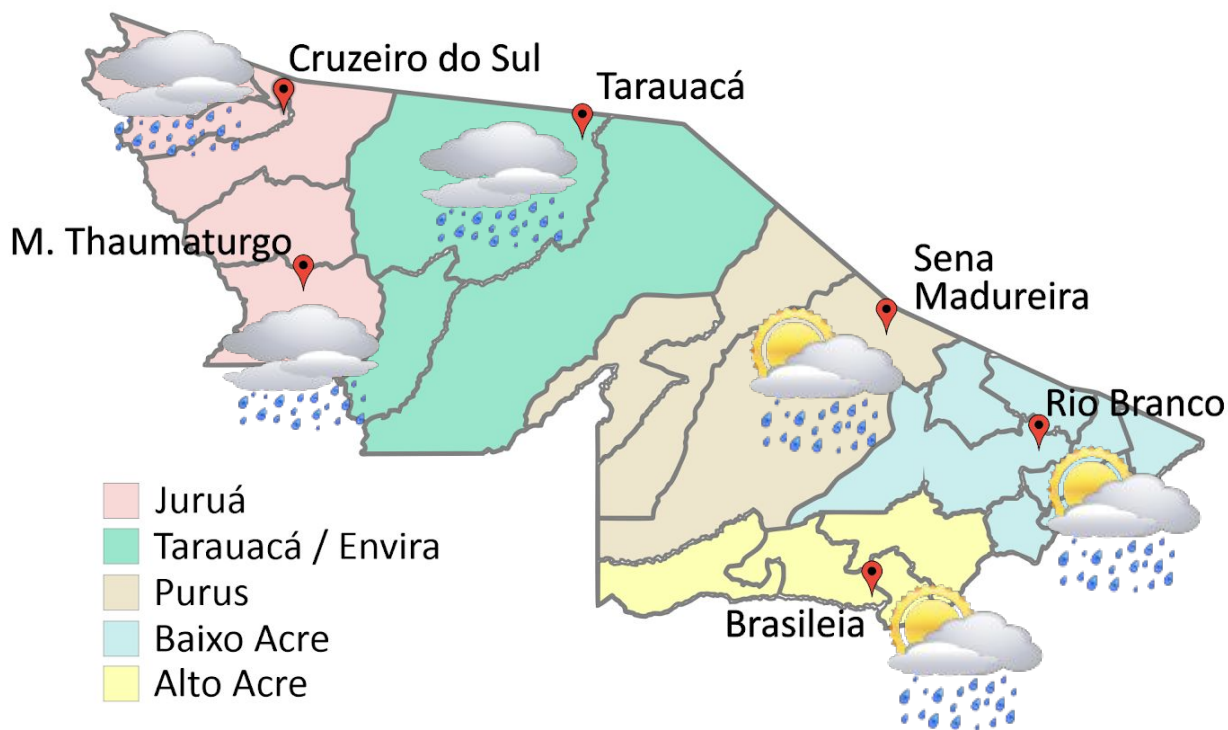 Cruzeiro do Sul
Tarauacá
M. Thaumaturgo
Sena
Madureira
Rio Branco
Brasileia
Juruá
Tarauacá / Envira
Purus
Baixo Acre
Alto Acre